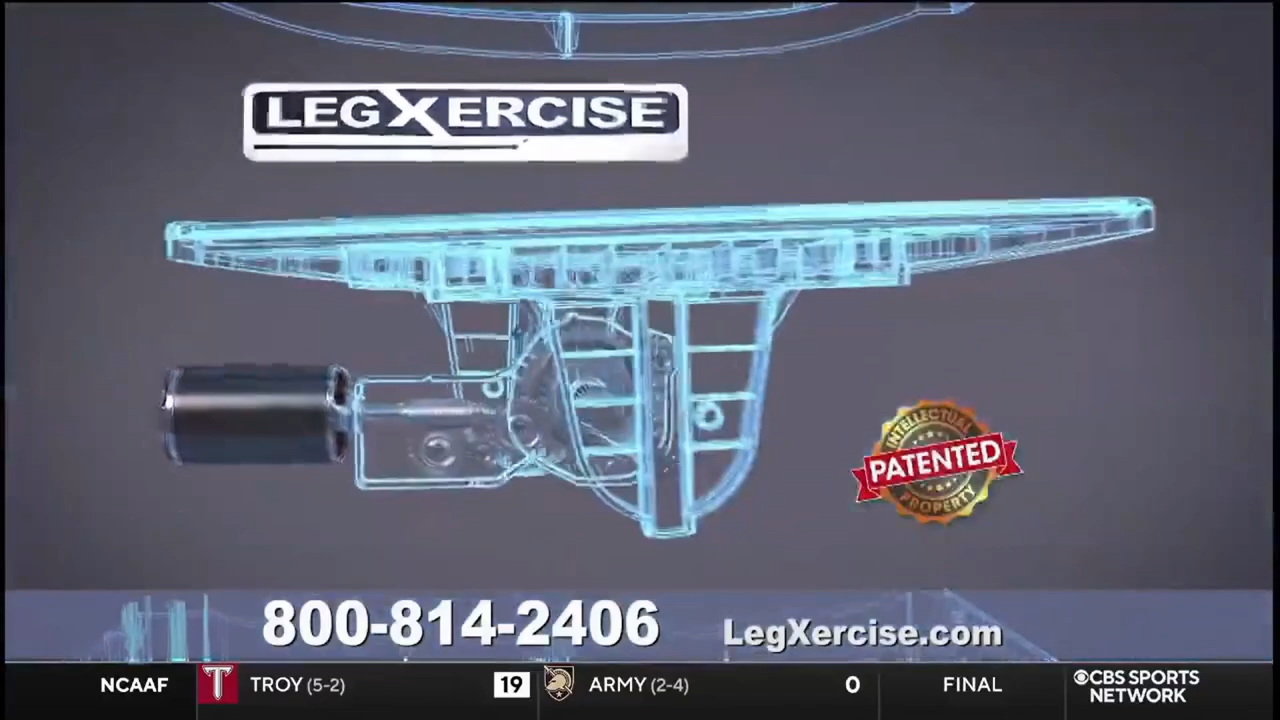 LEGXERCISE
INTELLECTUAL
PATENTED
PROPERTY
800-814-2406 LegXercise.com
NCAAF T TROY (5-2) 19 ARMY (2-4) 0 FINAL CBS SPORTS
NETWORK